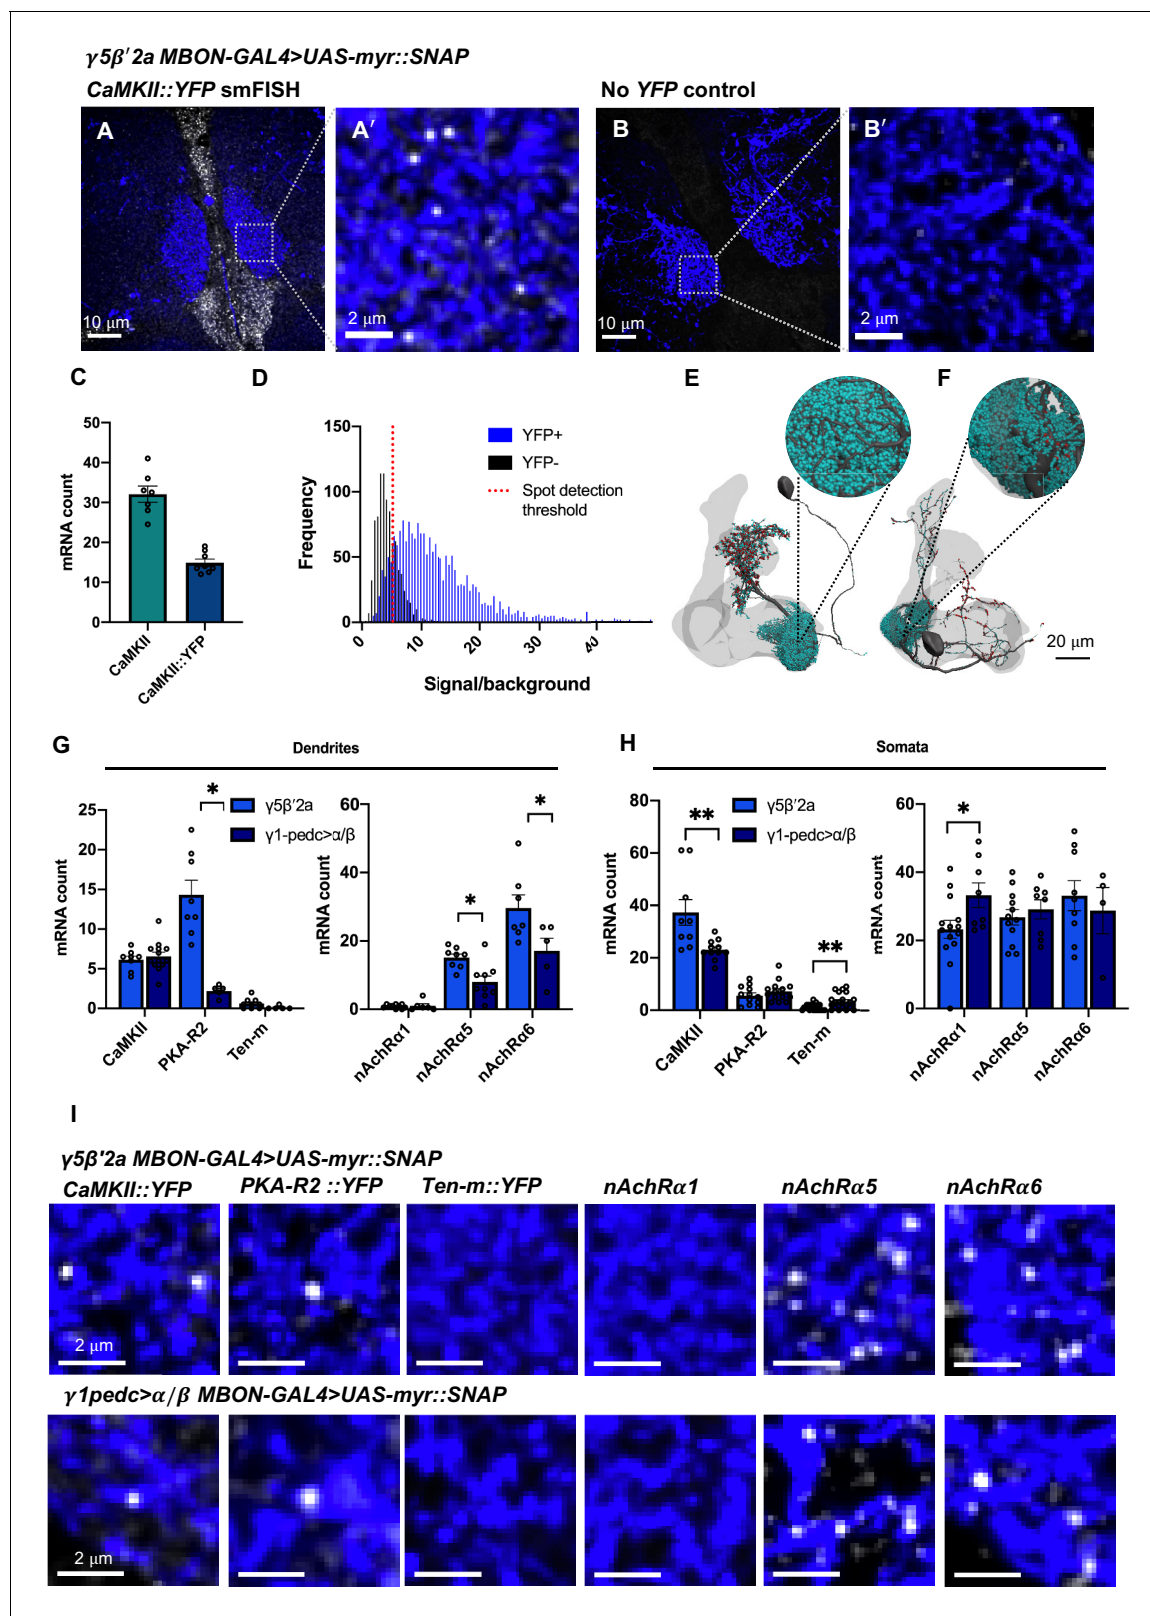 γ5β′2a MBON-GAL4>UAS-myr::SNAP
CaMKII::YFP smFISH
No YFP control
A
A′
B
B′
10 μm
2 μm
10 μm
2 μm
C
mRNA count
50
40
30
20
10
0
CaMKII
CaMKII::YFP
D
Frequency
150
100
50
0
0
10
20
30
40
Signal/background
YFP+
YFP-
Spot detection
threshold
E
F
20 μm
G
Dendrites
mRNA count
25
20
15
10
5
0
*
γ5β′2a
γ1-pedc>α/β
CaMKII
PKA-R2
Ten-m
mRNA count
60
40
20
0
*
*
nAchRα1
nAchRα5
nAchRα6
H
Somata
mRNA count
80
60
40
20
0
**
**
γ5β′2a
γ1-pedc>α/β
CaMKII
PKA-R2
Ten-m
mRNA count
60
40
20
0
*
nAchRα1
nAchRα5
nAchRα6
I
γ5β'2a MBON-GAL4>UAS-myr::SNAP
CaMKII::YFP
PKA-R2 ::YFP
Ten-m::YFP
nAchRα1
nAchRα5
nAchRα6
2 μm
γ1pedc>α/β MBON-GAL4>UAS-myr::SNAP
2 μm